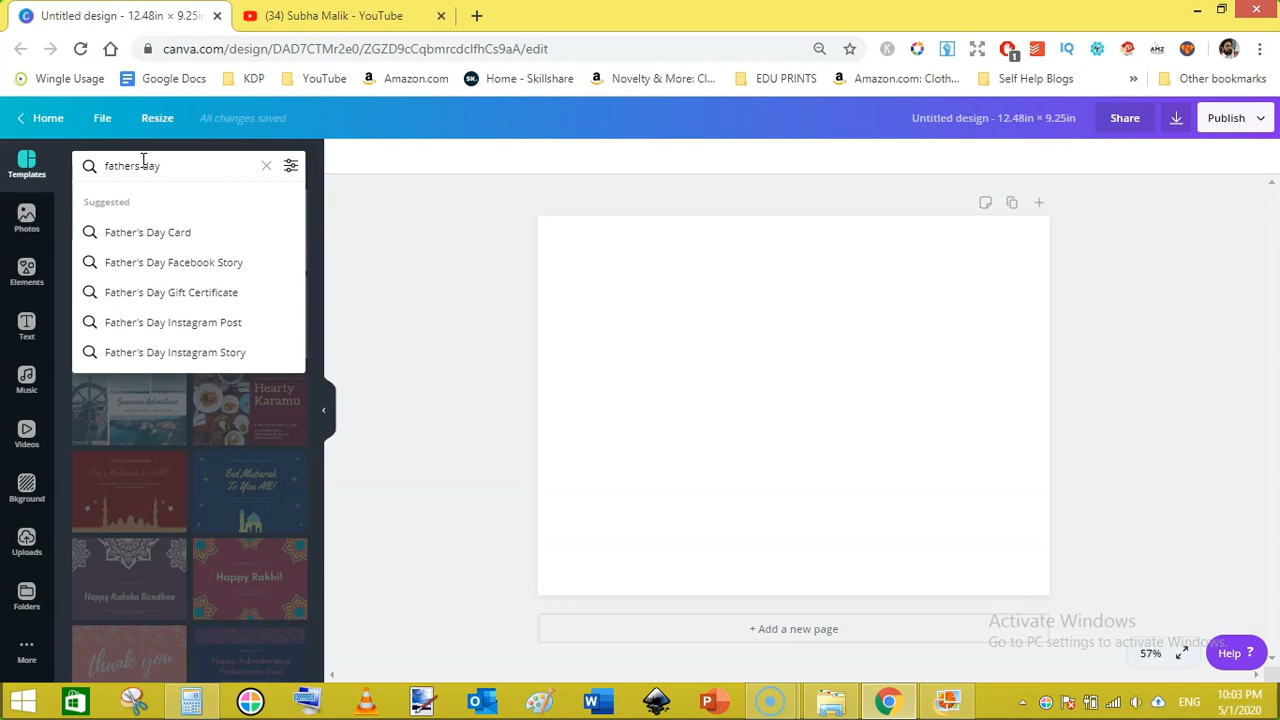 Untitled design - 12.48in × 9.25in
(34) Subha Malik - YouTube
canva.com/design/DAD7CTMr2e0/ZGZD9cCqbmrcdclfhCs9aA/edit
Wingle Usage
Google Docs
KDP
YouTube
Amazon.com
Home - Skillshare
Novelty & More: Cl...
EDU PRINTS
Amazon.com: Cloth...
Self Help Blogs
»
Other bookmarks
Home
File
Resize
All changes saved
Untitled design - 12.48in × 9.25in
Share
Publish
Templates
Photos
Elements
Text
Music
Videos
Bkground
Uploads
Folders
More
fathers day
Suggested
Father's Day Card
Father's Day Facebook Story
Father's Day Gift Certificate
Father's Day Instagram Post
Father's Day Instagram Story
Summer Adventure
Hearty
Karamu
Eid Mubarak to All!
Eid Mubarak
To You All!
Happy Raksha Bandhan
Happy Rakhi!
thank you
Happy Administrative
Professionals Day!
+ Add a new page
Activate Windows
Go to PC settings to activate Windows.
57%
Help ?
ENG
10:03 PM
5/1/2020